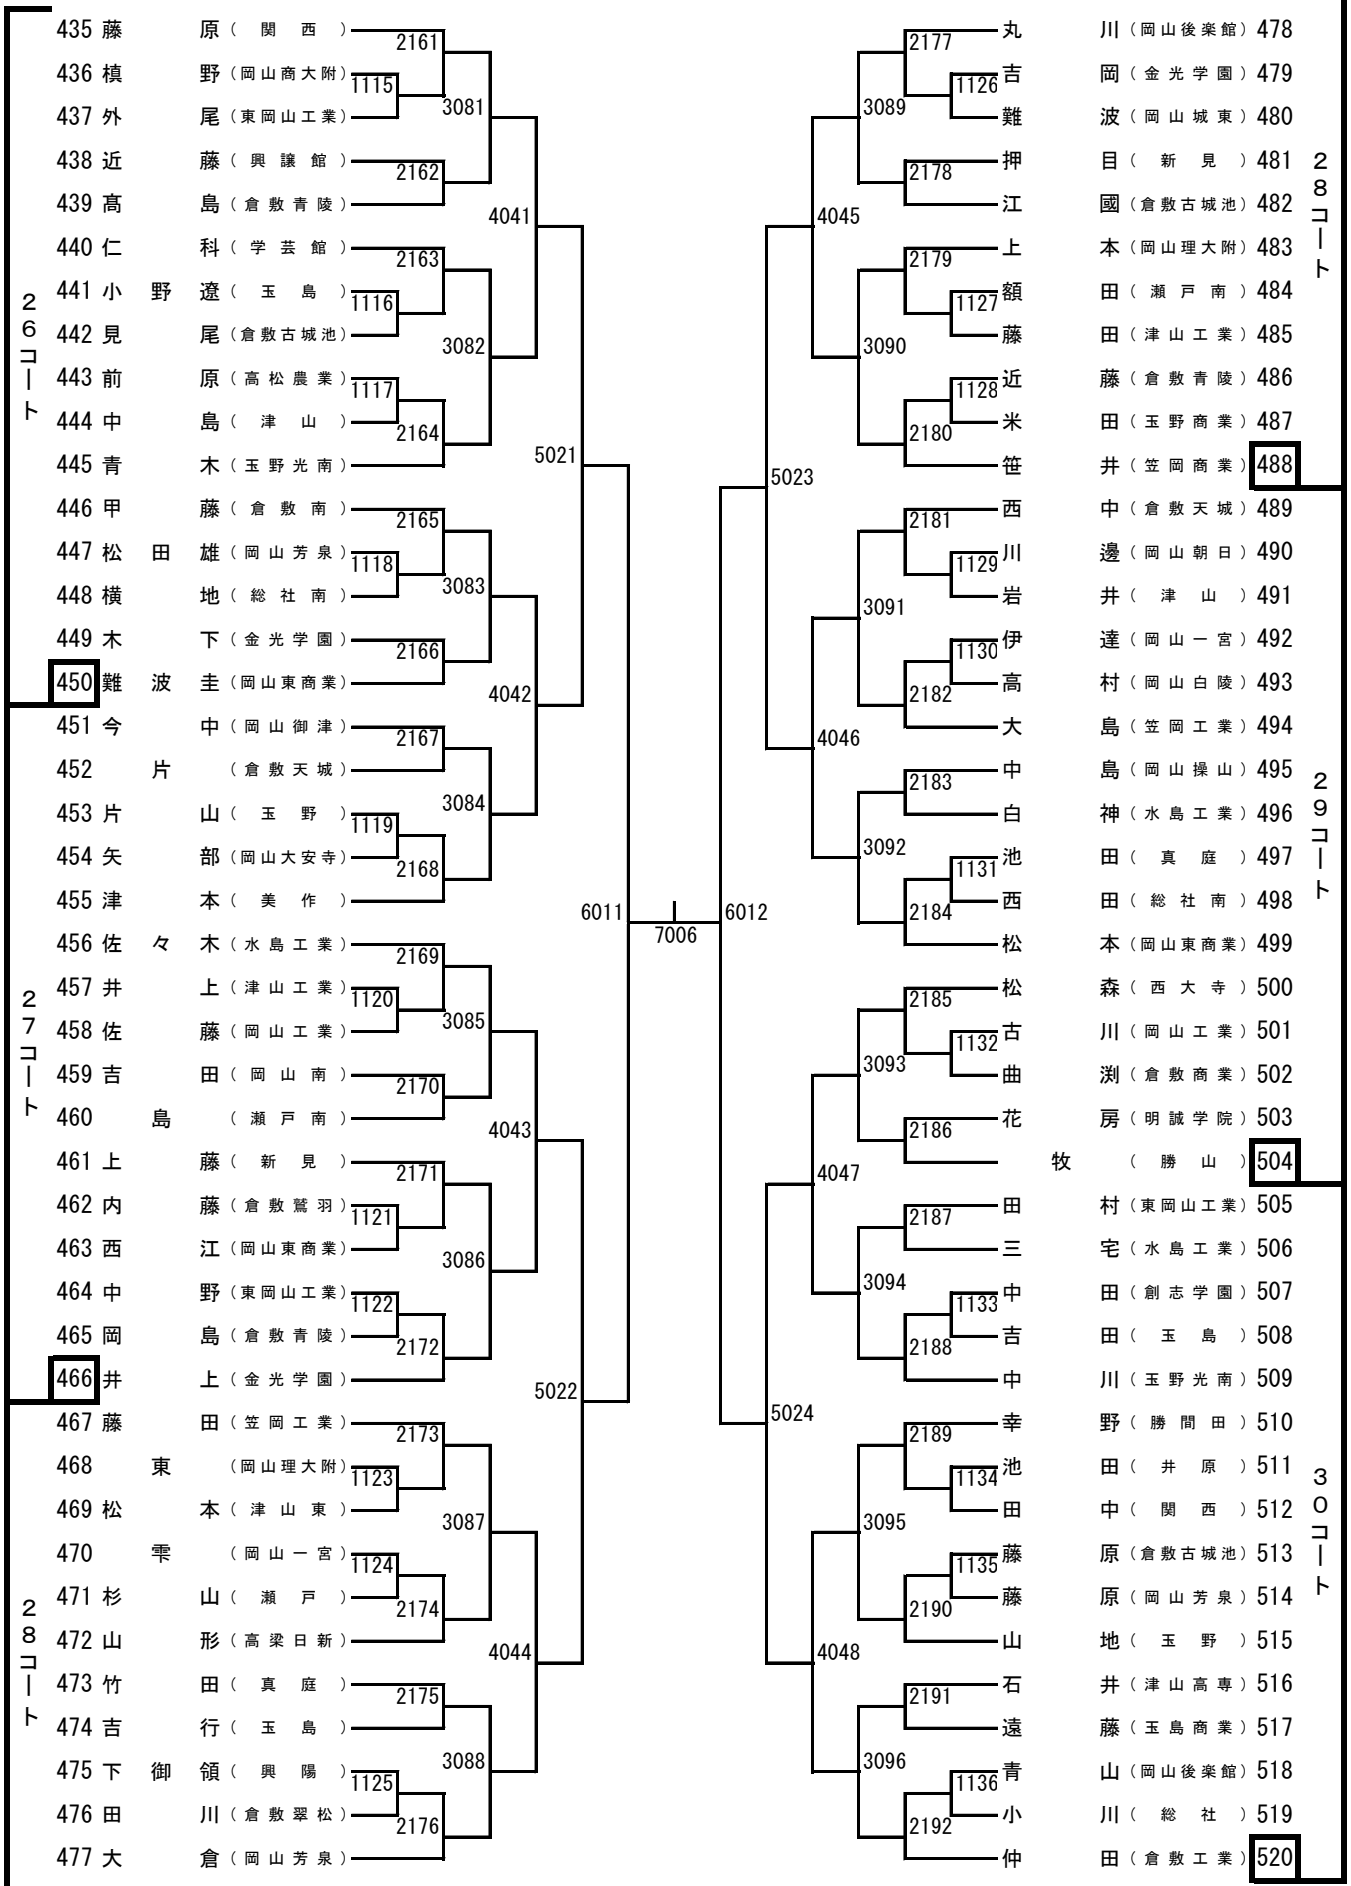 435 藤原 (関西)
436 槙野 (岡山商大附)
437 外尾 (東岡山工業)
438 近藤 (興譲館)
439 髙島 (倉敷青陵)
440 仁科 (学芸館)
441 小野遼 (玉島)
442 見尾 (倉敷古城池)
443 前原 (高松農業)
444 中島 (津山)
445 青木 (玉野光南)
446 甲藤 (倉敷南)
447 松田雄 (岡山芳泉)
448 横地 (総社南)
449 木下 (金光学園)
450 難波圭 (岡山東商業)
451 今中 (岡山御津)
452 片 (倉敷天城)
453 片山 (玉野)
454 矢部 (岡山大安寺)
455 津本 (美作)
456 佐々木 (水島工業)
457 井上 (津山工業)
458 佐藤 (岡山工業)
459 吉田 (岡山南)
460 島 (瀬戸南)
461 上藤 (新見)
462 内藤 (倉敷鷲羽)
463 西江 (岡山東商業)
464 中野 (東岡山工業)
465 岡島 (倉敷青陵)
466 井上 (金光学園)
467 藤田 (笠岡工業)
468 東 (岡山理大附)
469 松本 (津山東)
470 雫 (岡山一宮)
471 杉山 (瀬戸)
472 山形 (高梁日新)
473 竹田 (真庭)
474 吉行 (玉島)
475 下御領 (興陽)
476 田川 (倉敷翠松)
477 大倉 (岡山芳泉)
26コート
27コート
28コート
1115
1116
1117
1118
1119
1120
1121
1122
1123
1124
1125
2161
2162
2163
2164
2165
2166
2167
2168
2169
2170
2171
2172
2173
2174
2175
2176
3081
3082
3083
3084
3085
3086
3087
3088
4041
4042
4043
4044
5021
5022
6011
7006
6012
5023
5024
4045
4046
4047
4048
3089
3090
3091
3092
3093
3094
3095
3096
2177
2178
2179
2180
2181
2182
2183
2184
2185
2186
2187
2188
2189
2190
2191
2192
1126
1127
1128
1129
1130
1131
1132
1133
1134
1135
1136
丸川 (岡山後楽館) 478
吉岡 (金光学園) 479
難波 (岡山城東) 480
押目 (新見) 481
江國 (倉敷古城池) 482
上本 (岡山理大附) 483
額田 (瀬戸南) 484
藤田 (津山工業) 485
近藤 (倉敷青陵) 486
米田 (玉野商業) 487
笹井 (笠岡商業) 488
西中 (倉敷天城) 489
川邊 (岡山朝日) 490
岩井 (津山) 491
伊達 (岡山一宮) 492
高村 (岡山白陵) 493
大島 (笠岡工業) 494
中島 (岡山操山) 495
白神 (水島工業) 496
池田 (真庭) 497
西田 (総社南) 498
松本 (岡山東商業) 499
松森 (西大寺) 500
古川 (岡山工業) 501
曲渕 (倉敷商業) 502
花房 (明誠学院) 503
牧 (勝山) 504
田村 (東岡山工業) 505
三宅 (水島工業) 506
中田 (創志学園) 507
吉田 (玉島) 508
中川 (玉野光南) 509
幸野 (勝間田) 510
池田 (井原) 511
田中 (関西) 512
藤原 (倉敷古城池) 513
藤原 (岡山芳泉) 514
山地 (玉野) 515
石井 (津山高専) 516
遠藤 (玉島商業) 517
青山 (岡山後楽館) 518
小川 (総社) 519
仲田 (倉敷工業) 520
28コート
29コート
30コート